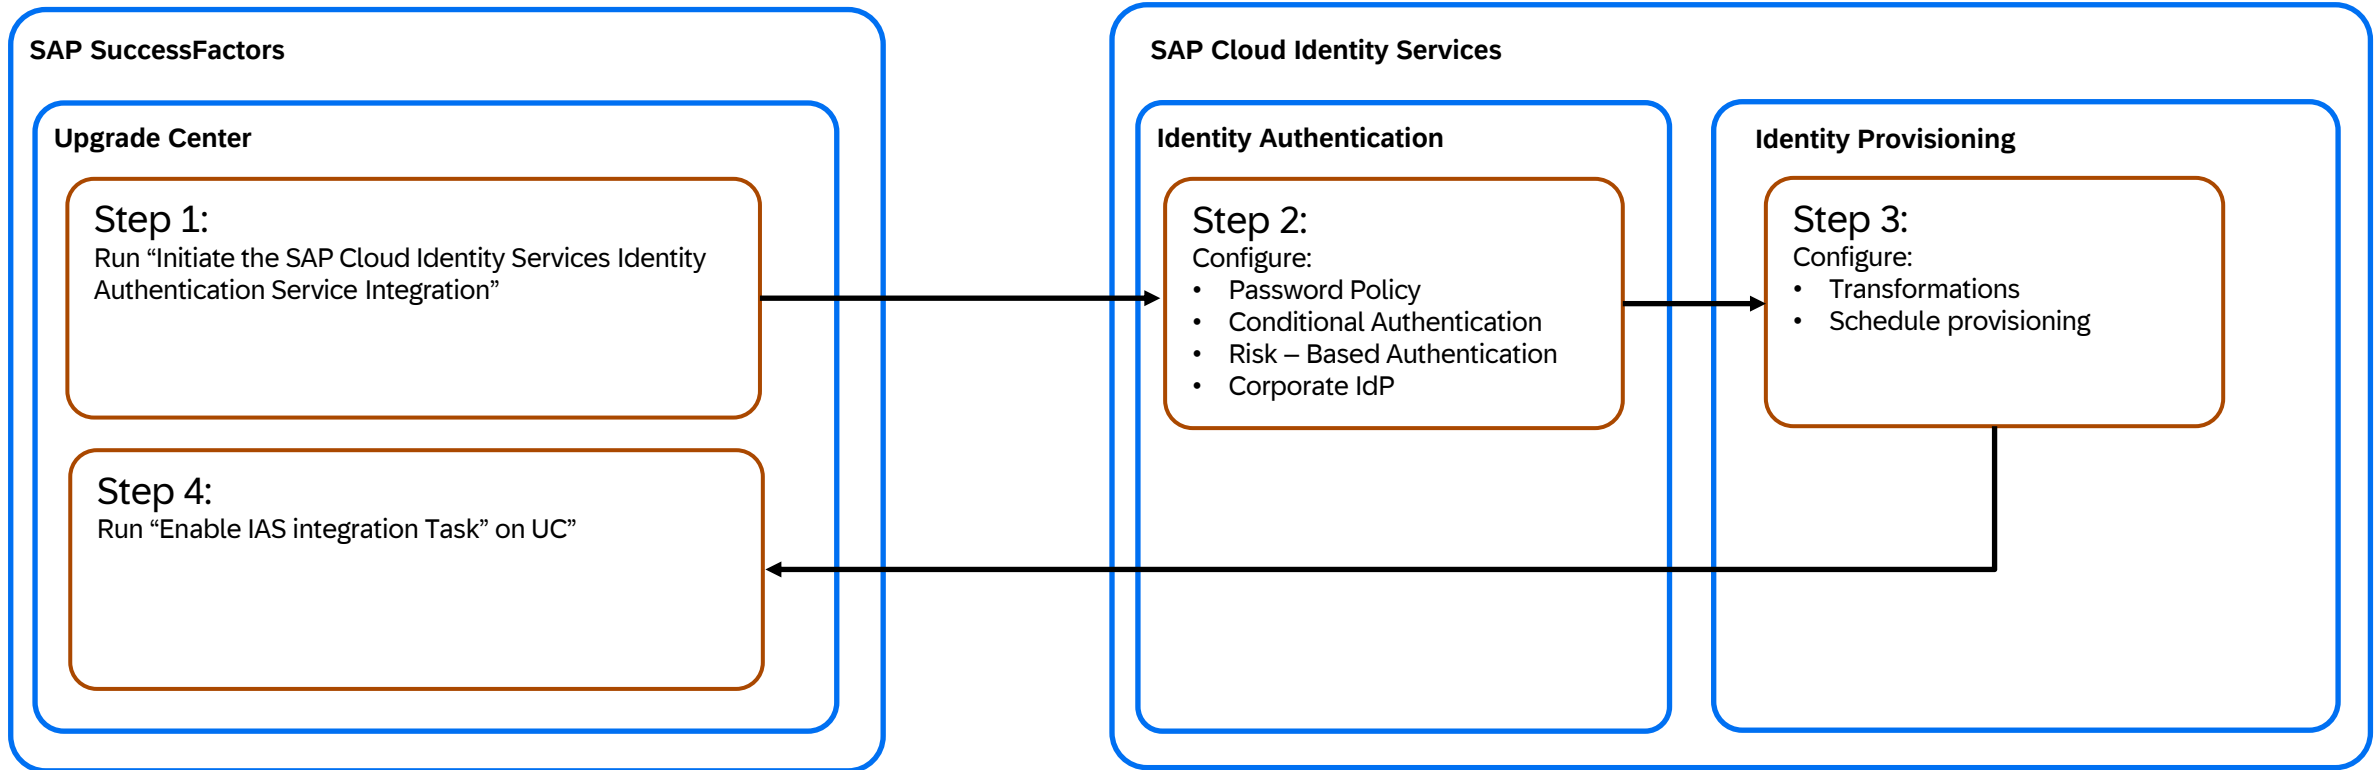 SAP SuccessFactors
Upgrade Center
Step 1:
Run “Initiate the SAP Cloud Identity Services Identity
Authentication Service Integration”
Step 4:
Run “Enable IAS integration Task” on UC”
SAP Cloud Identity Services
Identity Authentication
Step 2:
Configure:
• Password Policy
• Conditional Authentication
• Risk – Based Authentication
• Corporate IdP
Identity Provisioning
Step 3:
Configure:
• Transformations
• Schedule provisioning